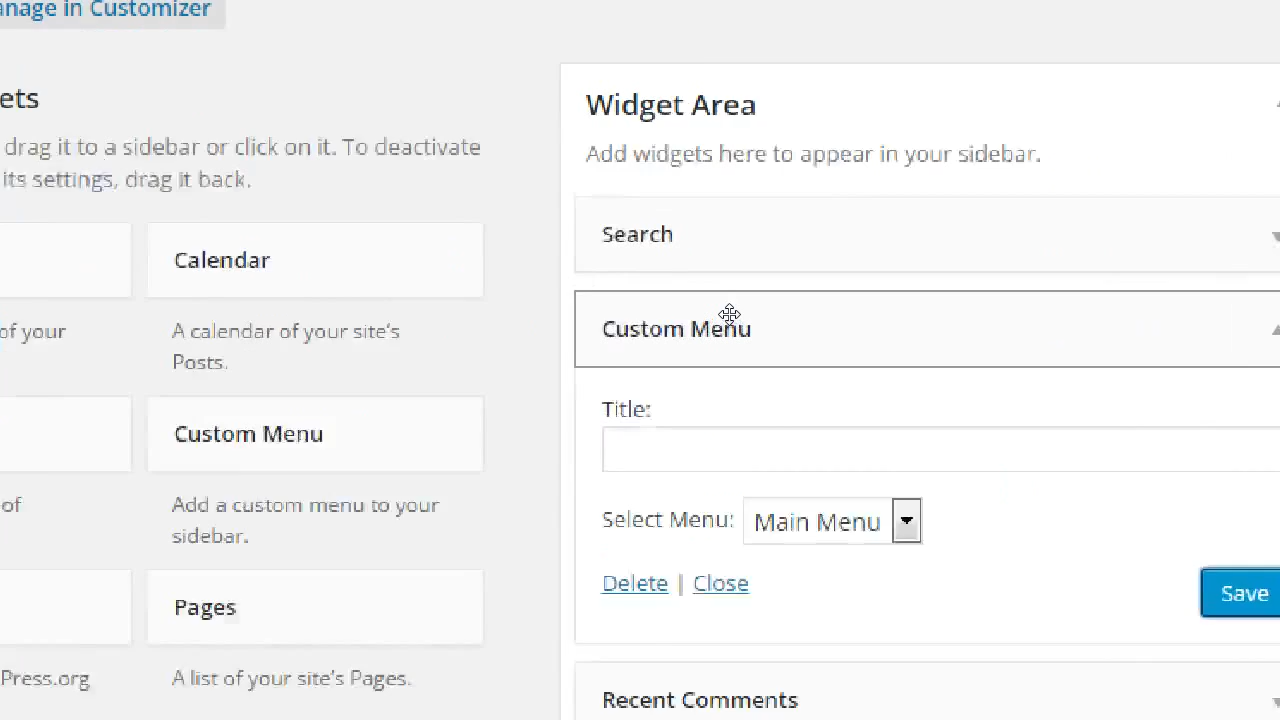 anage in Customizer
ets
drag it to a sidebar or click on it. To deactivate
its settings, drag it back.
Calendar
of your
A calendar of your site's
Posts.
Custom Menu
of
Add a custom menu to your
sidebar.
Pages
Press.org
A list of your site's Pages.
Widget Area
Add widgets here to appear in your sidebar.
Search
Custom Menu
Title:
Select Menu: Main Menu
Delete | Close
Save
Recent Comments